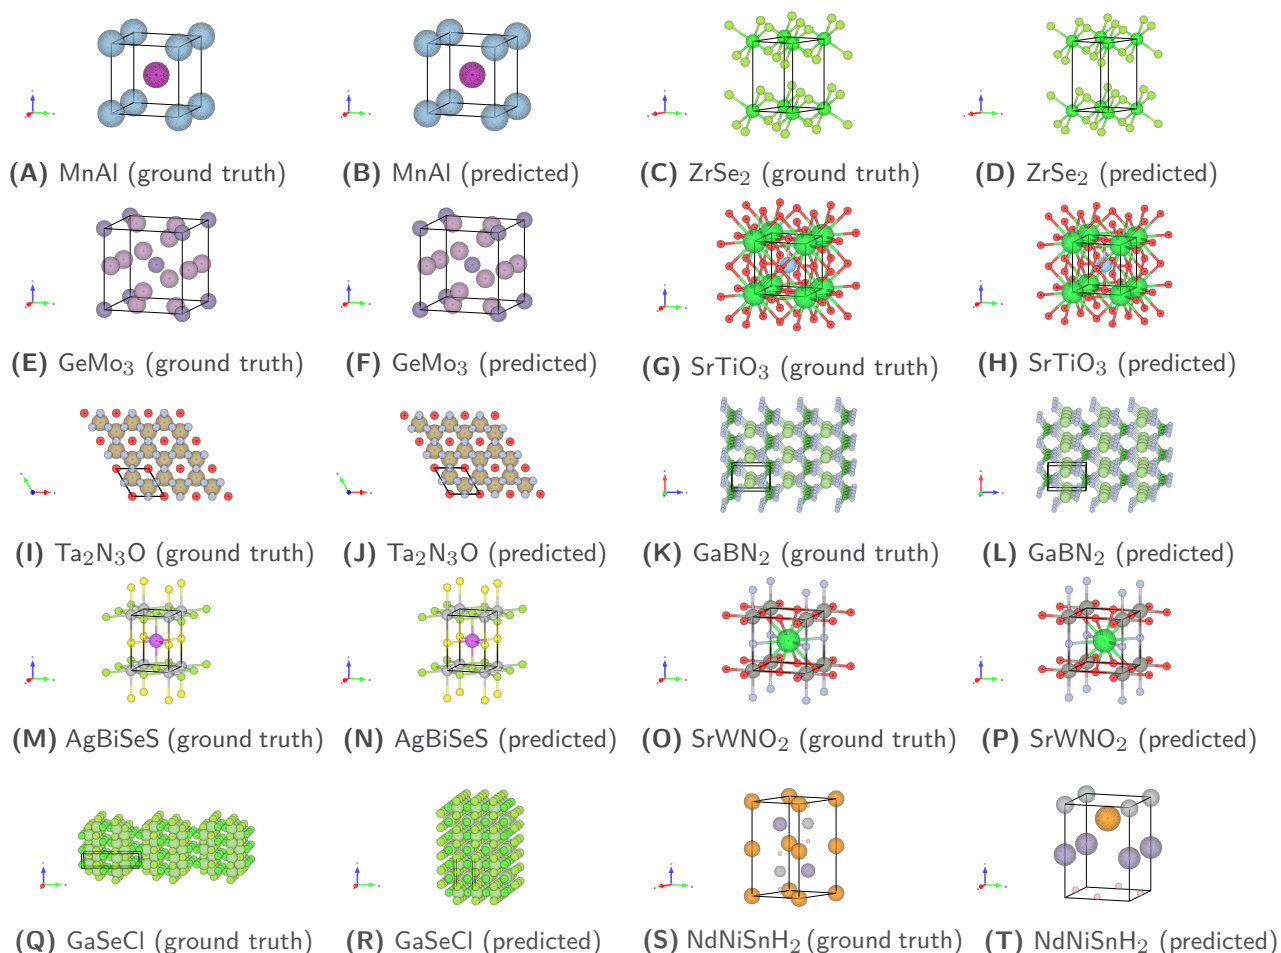 (A) MnAl (ground truth) (B) MnAl (predicted) (C) ZrSe₂ (ground truth) (D) ZrSe₂ (predicted)
(E) GeMo₃ (ground truth) (F) GeMo₃ (predicted) (G) SrTiO₃ (ground truth) (H) SrTiO₃ (predicted)
(I) Ta₂N₃O (ground truth) (J) Ta₂N₃O (predicted) (K) GaBN₂ (ground truth) (L) GaBN₂ (predicted)
(M) AgBiSeS (ground truth) (N) AgBiSeS (predicted) (O) SrWNO₂ (ground truth) (P) SrWNO₂ (predicted)
(Q) GaSeCl (ground truth) (R) GaSeCl (predicted) (S) NdNiSnH₂ (ground truth) (T) NdNiSnH₂ (predicted)